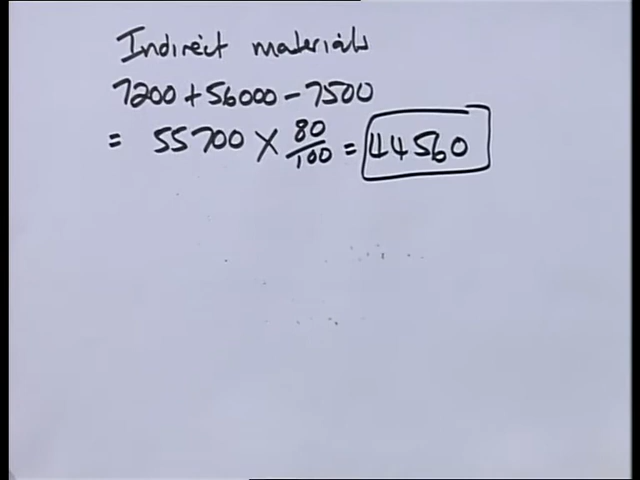 Indirect materials
7200 + 56000 - 7500
= 55700 × 80/100 = 44560